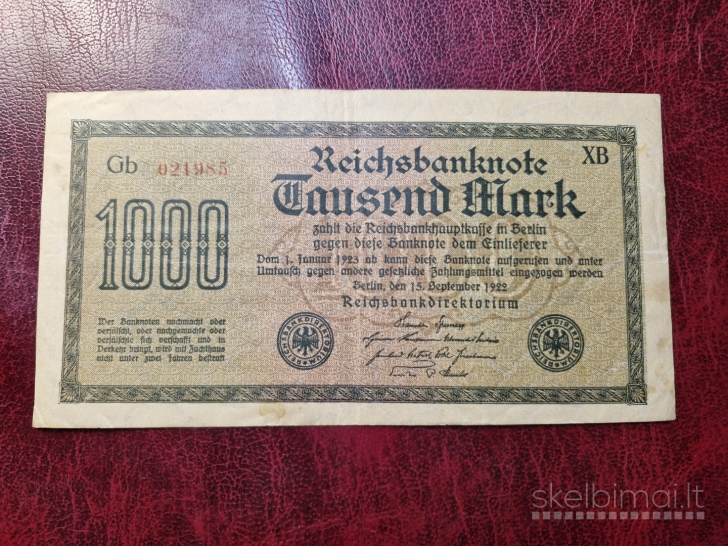 Gb 021985
XB
Reichsbanknote
Tausend Mark
1000
zahlt die Reichsbankhauptkasse in Berlin
gegen diese Banknote dem Einlieferer
Dom 1. Januar 1923 ab kann diese Banknote aufgerufen und unter
Umtausch gegen andere gesetzliche Zahlungsmittel eingezogen werden
Berlin, den 15. September 1922
Reichsbankdirektorium
Wer Banknoten nachmacht oder
verfälscht, oder nachgemachte oder
verfälschte sich verschafft und in
Verkehr bringt, wird mit Zuchthaus
nicht unter zwei Jahren bestraft
REICHSBANKDIREKTORIUM
REICHSBANKDIREKTORIUM
skelbimai.lt